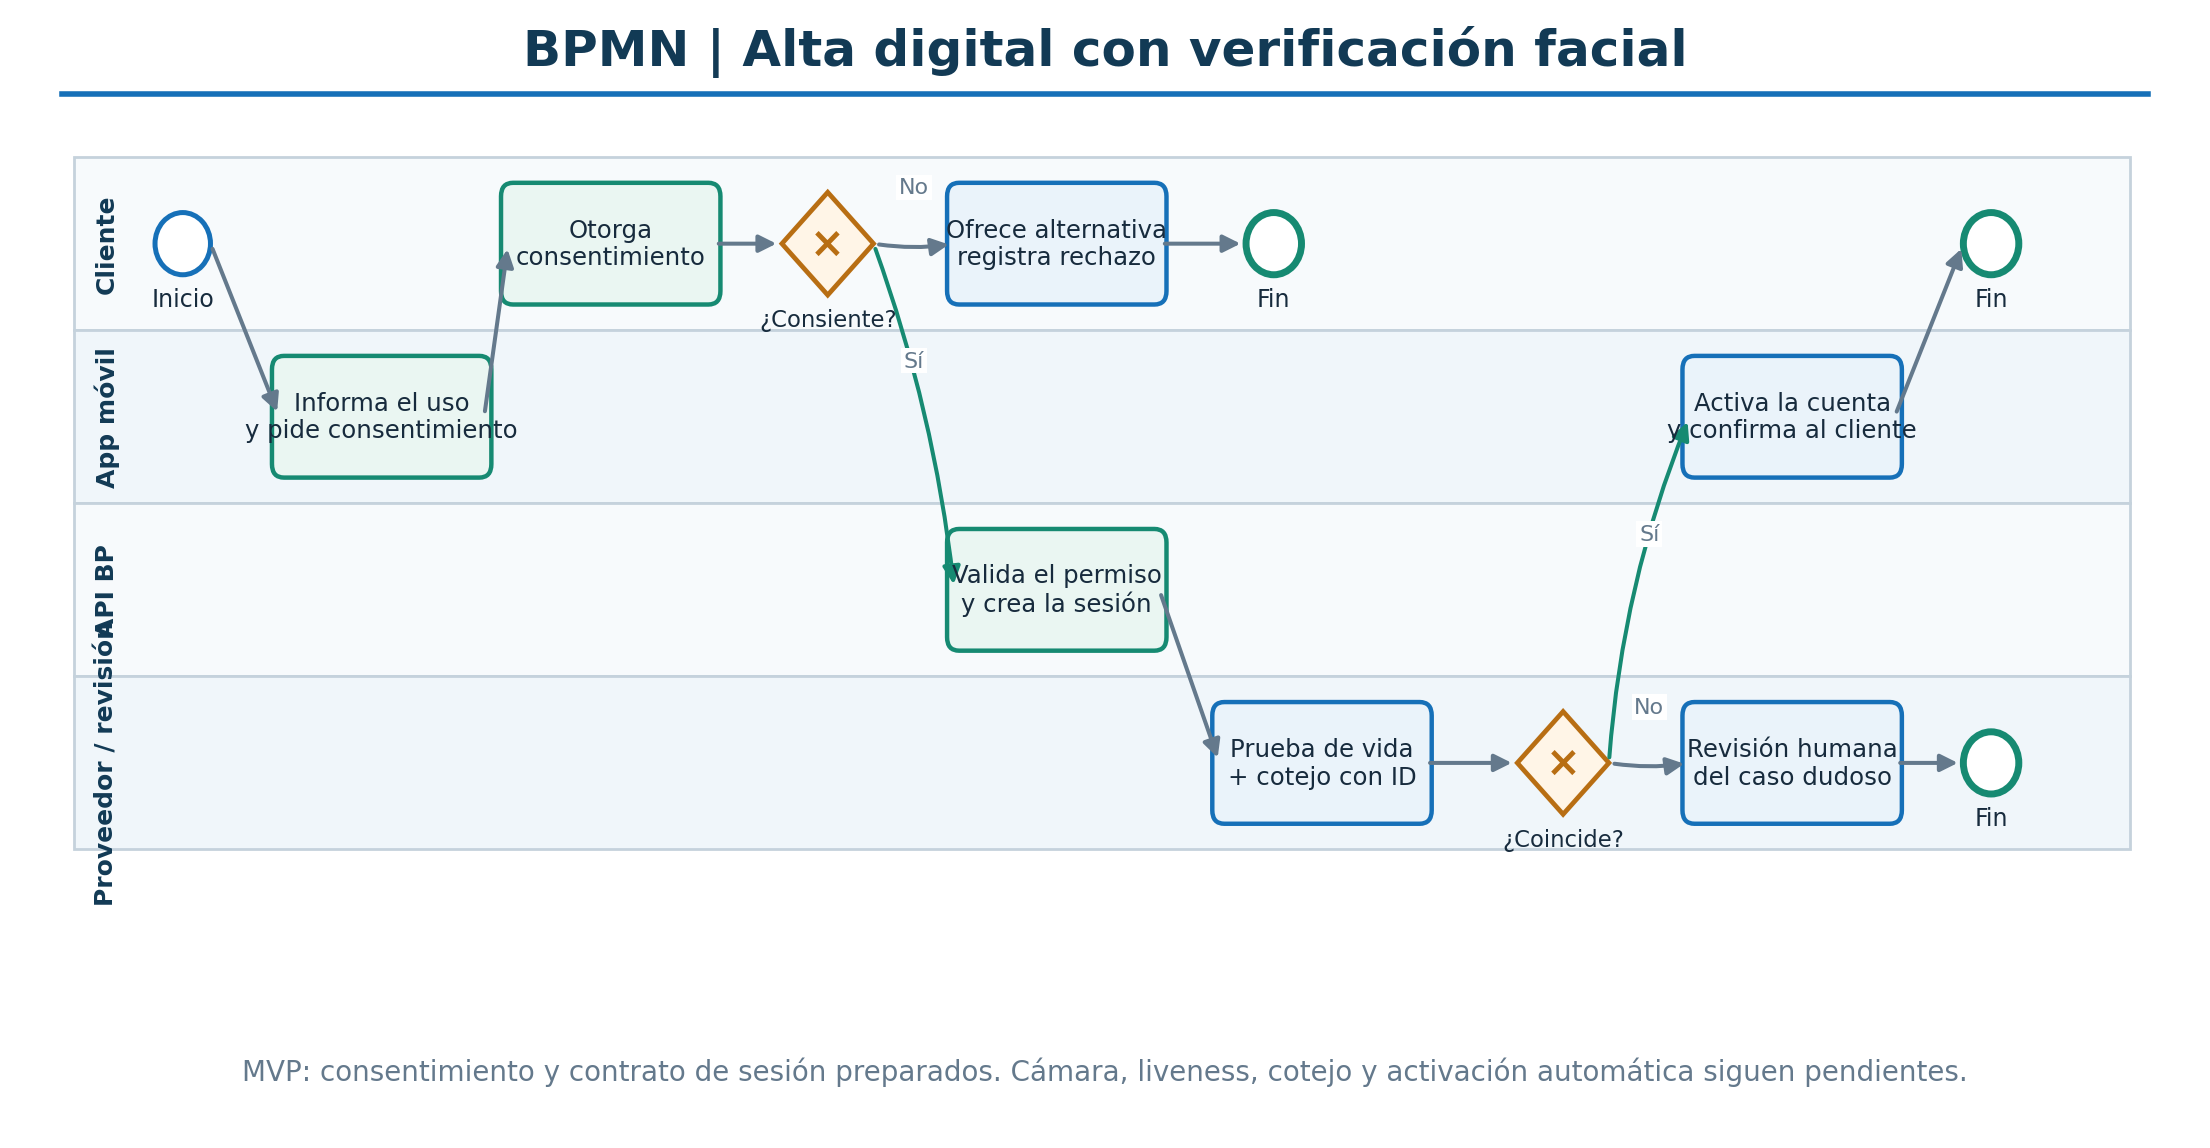 BPMN | Alta digital con verificación facial
Cliente
Inicio
Otorga
consentimiento
¿Consiente?
No
Ofrece alternativa
registra rechazo
Fin
Fin
App móvil
Informa el uso
y pide consentimiento
Sí
Activa la cuenta
y confirma al cliente
API BP
Valida el permiso
y crea la sesión
Sí
Proveedor / revisión
Prueba de vida
+ cotejo con ID
¿Coincide?
No
Revisión humana
del caso dudoso
Fin
MVP: consentimiento y contrato de sesión preparados. Cámara, liveness, cotejo y activación automática siguen pendientes.